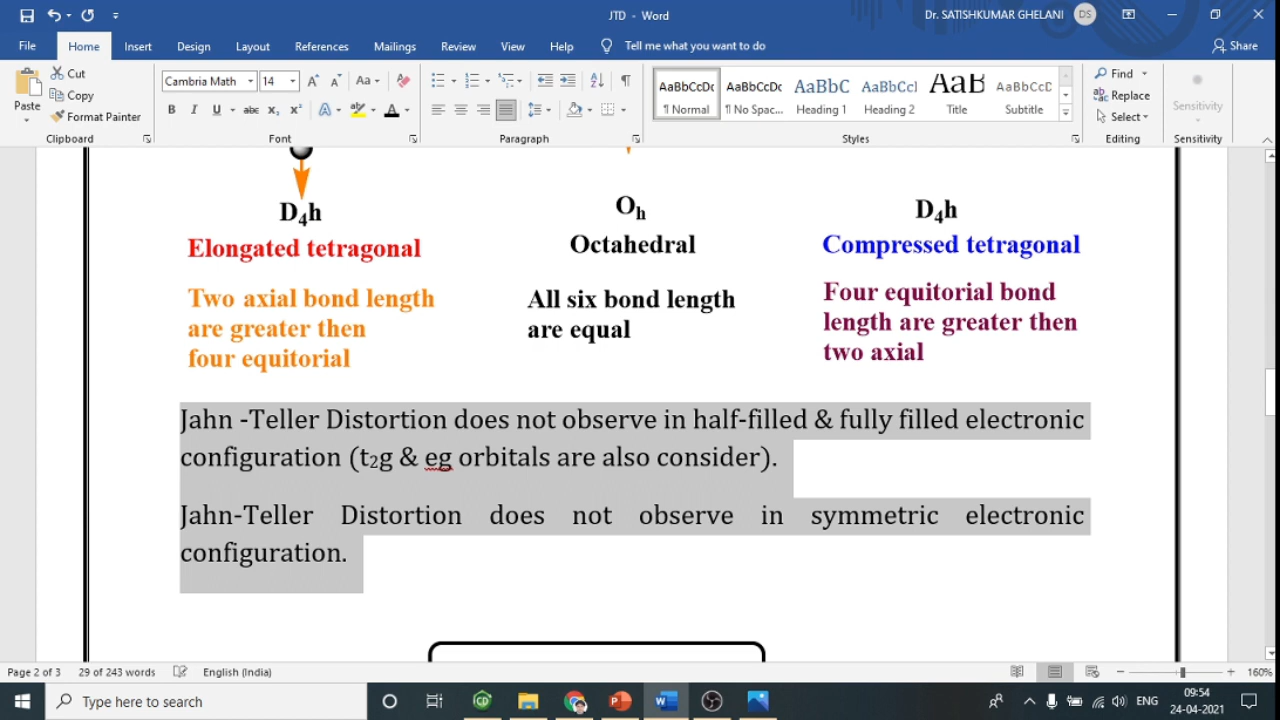 JTD - Word
Dr. SATISHKUMAR GHELANI DS
File Home Insert Design Layout References Mailings Review View Help Tell me what you want to do Share
Paste Cut Copy Format Painter
Cambria Math 14 Aa
B I U abc x₂ x² A A
AaBbCcDc AaBbCcDc AaBbC AaBbCcI AaB AaBbCcD
¶ Normal ¶ No Spac... Heading 1 Heading 2 Title Subtitle
Find Replace Select
Sensitivity
Clipboard Font Paragraph Styles Editing Sensitivity
D₄h
Elongated tetragonal
Two axial bond length
are greater then
four equitorial
Oh
Octahedral
All six bond length
are equal
D₄h
Compressed tetragonal
Four equitorial bond
length are greater then
two axial
Jahn -Teller Distortion does not observe in half-filled & fully filled electronic
configuration (t₂g & eg orbitals are also consider).
Jahn-Teller Distortion does not observe in symmetric electronic
configuration.
Page 2 of 3 29 of 243 words English (India) 160%
Type here to search
ENG
09:54
24-04-2021